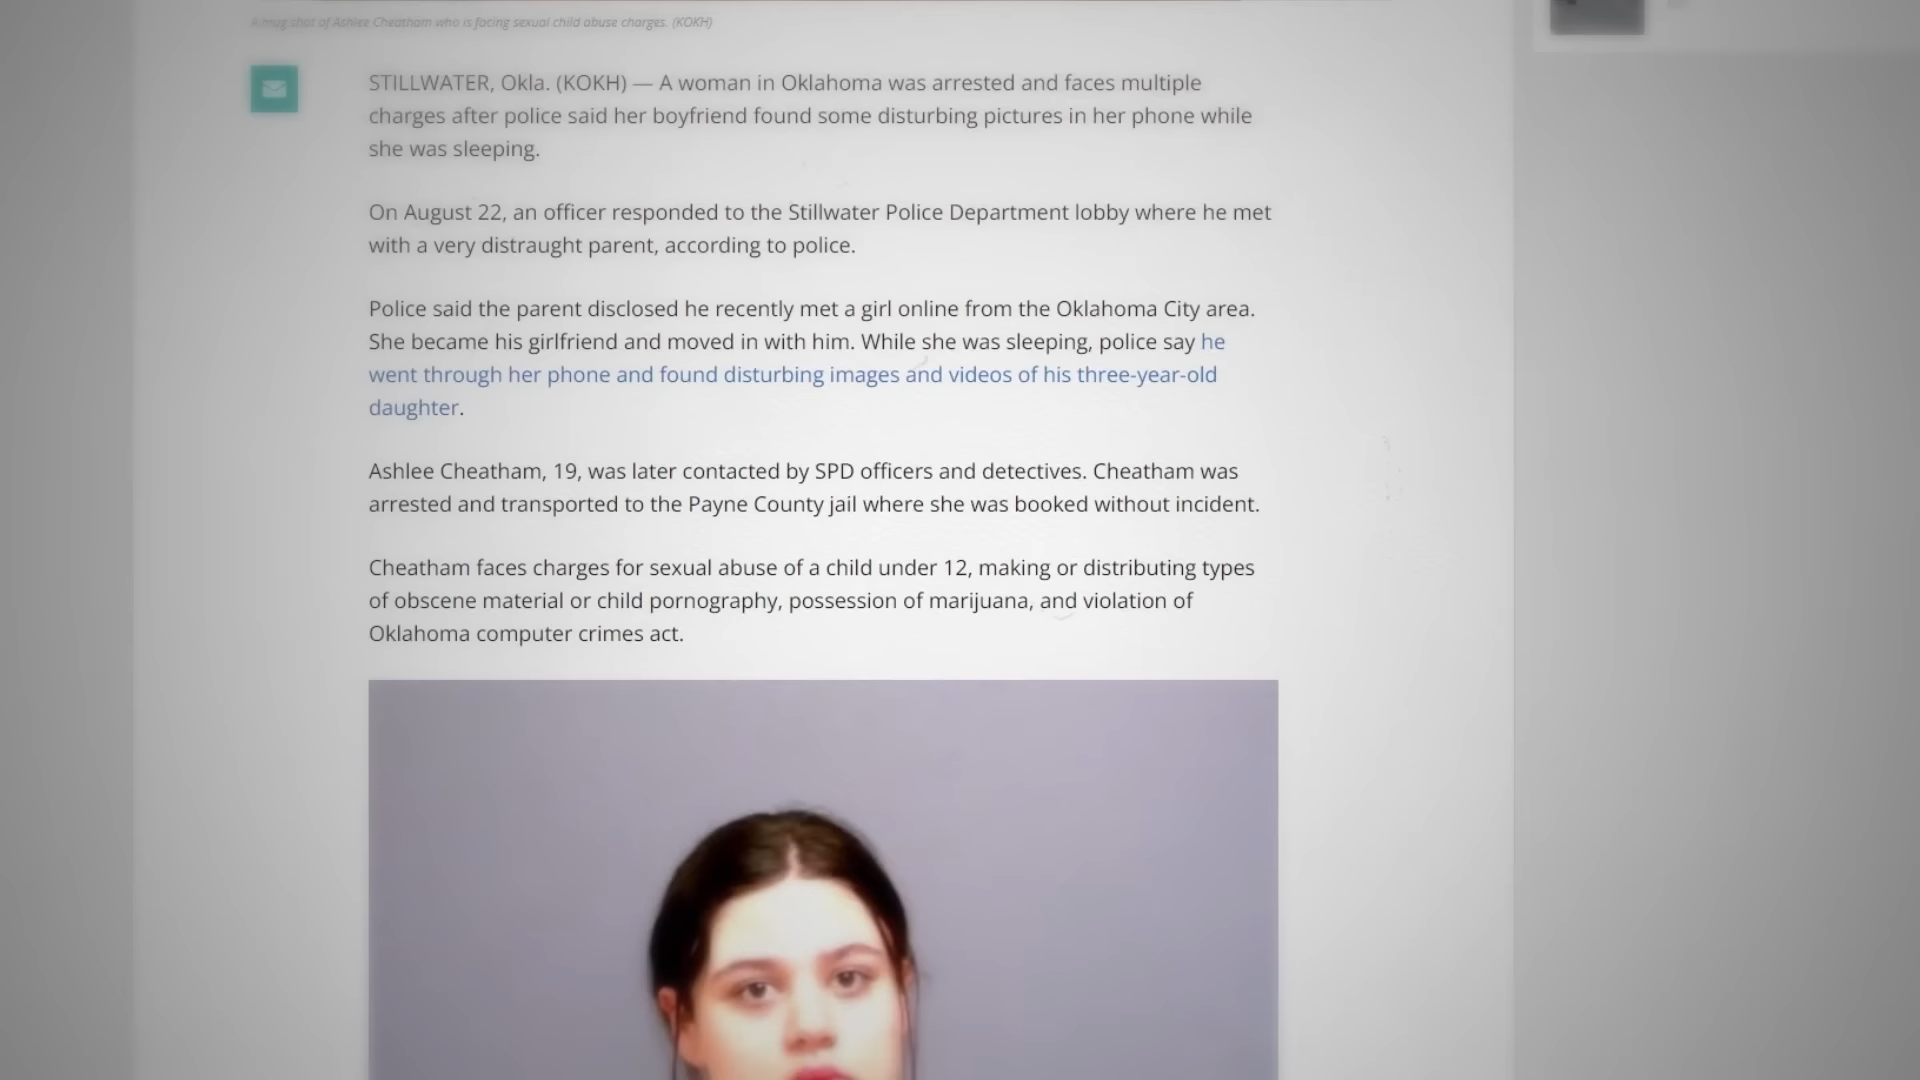 A mug shot of Ashlee Cheatham who is facing sexual child abuse charges. (KOKH)
STILLWATER, Okla. (KOKH) — A woman in Oklahoma was arrested and faces multiple
charges after police said her boyfriend found some disturbing pictures in her phone while
she was sleeping.
On August 22, an officer responded to the Stillwater Police Department lobby where he met
with a very distraught parent, according to police.
Police said the parent disclosed he recently met a girl online from the Oklahoma City area.
She became his girlfriend and moved in with him. While she was sleeping, police say he
went through her phone and found disturbing images and videos of his three-year-old
daughter.
Ashlee Cheatham, 19, was later contacted by SPD officers and detectives. Cheatham was
arrested and transported to the Payne County jail where she was booked without incident.
Cheatham faces charges for sexual abuse of a child under 12, making or distributing types
of obscene material or child pornography, possession of marijuana, and violation of
Oklahoma computer crimes act.